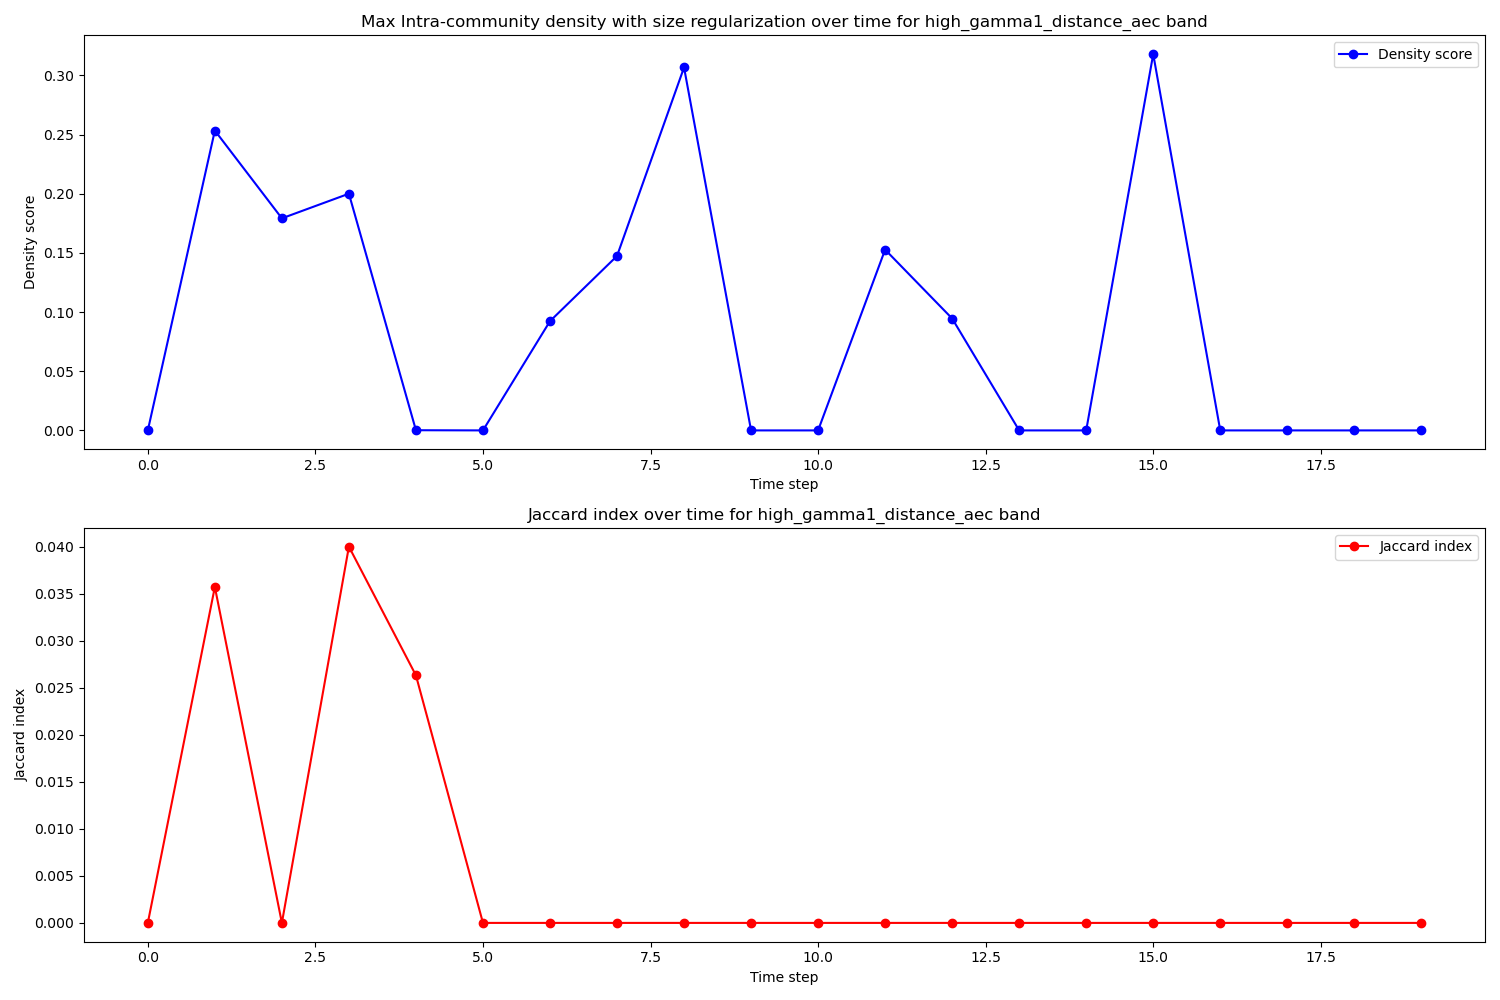 Max Intra-community density with size regularization over time for high_gamma1_distance_aec band
Density score
0.30
0.25
0.20
0.15
0.10
0.05
0.00
Density score
0.0 2.5 5.0 7.5 10.0 12.5 15.0 17.5
Time step
Jaccard index over time for high_gamma1_distance_aec band
Jaccard index
0.040
0.035
0.030
0.025
0.020
0.015
0.010
0.005
0.000
Jaccard index
0.0 2.5 5.0 7.5 10.0 12.5 15.0 17.5
Time step